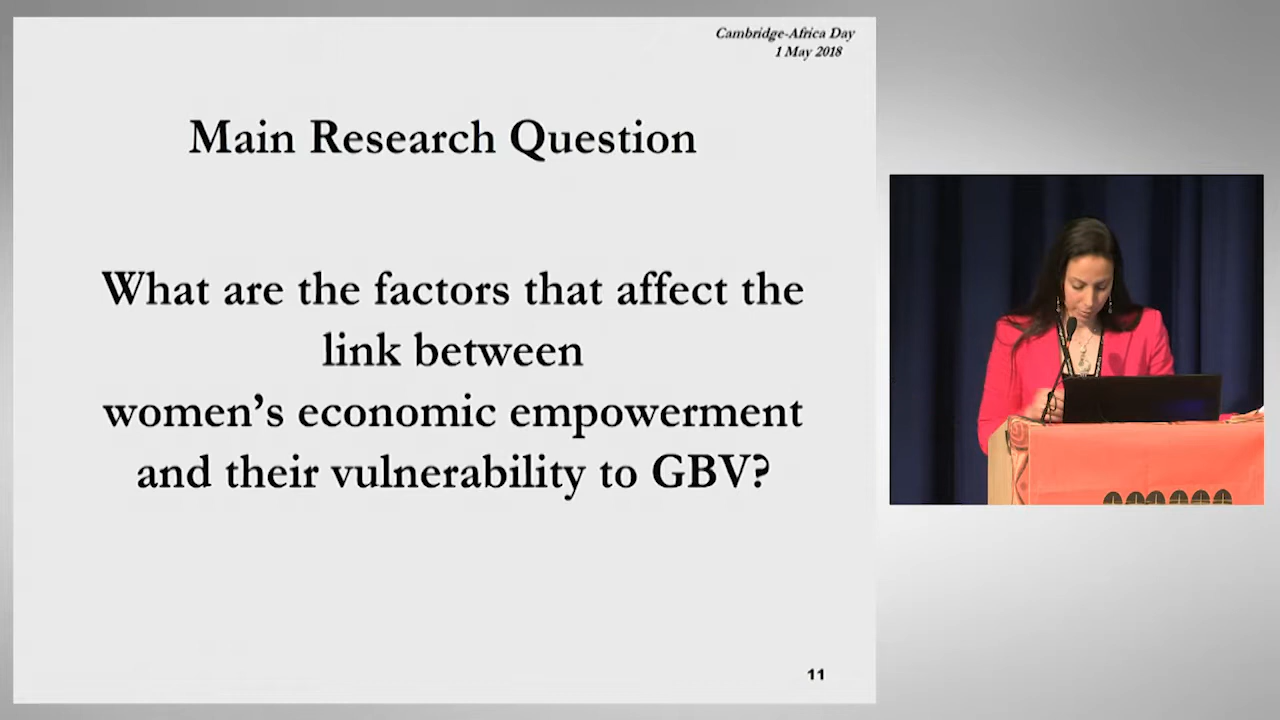 Cambridge-Africa Day
1 May 2018
Main Research Question
What are the factors that affect the
link between
women’s economic empowerment
and their vulnerability to GBV?
11